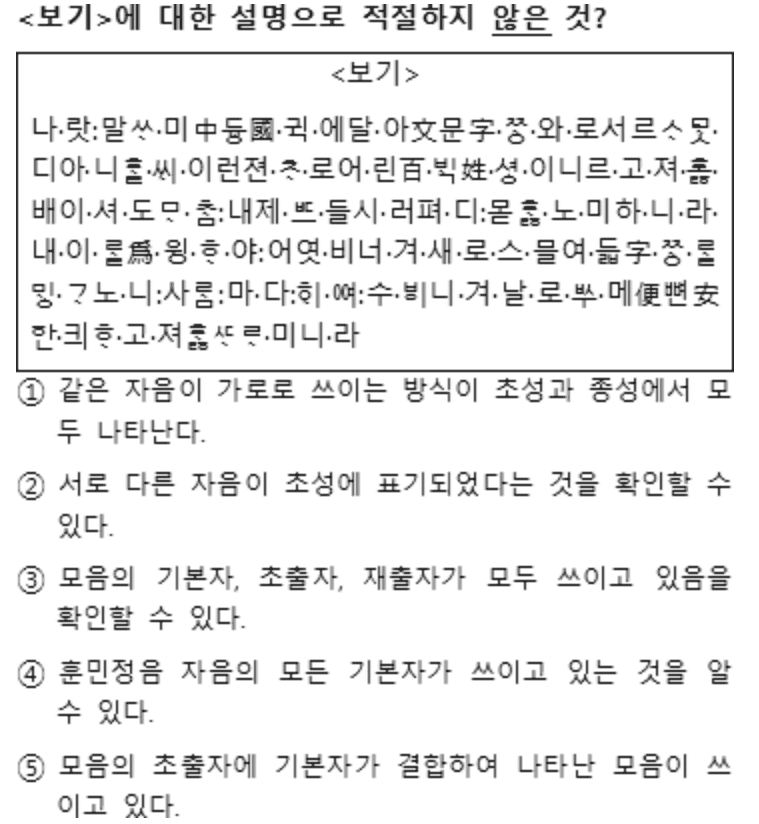 <보기>에 대한 설명으로 적절하지 않은 것?
<보기>
나·랏:말ᄊᆞ·미中듕國·귁·에달·아文문字·ᄍᆞᆼ·와·로서르ᄉᆞᄆᆞᆺ·
디아·니ᄒᆞᆯ·ᄊᆡ·이런젼·ᄎᆞ·로어·린百·ᄇᆡᆨ姓·셩·이니르·고·져·ᄒᆞᇙ·
배이·셔·도ᄆᆞ·ᄎᆞᆷ:내제·ᄠᅳ·들시·러펴·디:몯ᄒᆞᇙ·노·미하·니·라·
내·이·ᄅᆞᆯ爲·윙·ᄒᆞ·야:어엿·비너·겨·새·로·스·믈여·듧字·ᄍᆞᆼ·ᄅᆞᆯ
ᄆᆡᇰ·ᄀᆞ노·니:사ᄅᆞᆷ:마·다:ᄒᆡ·ᅇᅧ:수·ᄫᅵ니·겨·날·로·ᄡᅮ·메便뼌安
한·킈ᄒᆞ·고·져ᄒᆞᇙᄯᆞᄅᆞ·미니·라
① 같은 자음이 가로로 쓰이는 방식이 초성과 종성에서 모
두 나타난다.
② 서로 다른 자음이 초성에 표기되었다는 것을 확인할 수
있다.
③ 모음의 기본자, 초출자, 재출자가 모두 쓰이고 있음을
확인할 수 있다.
④ 훈민정음 자음의 모든 기본자가 쓰이고 있는 것을 알
수 있다.
⑤ 모음의 초출자에 기본자가 결합하여 나타난 모음이 쓰
이고 있다.